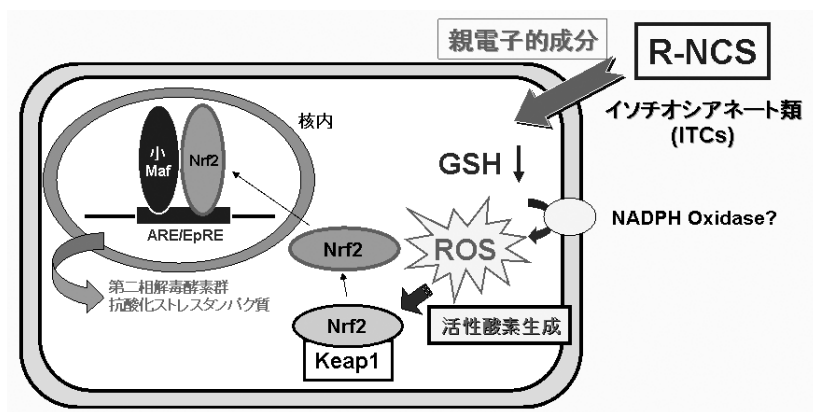 親電子的成分
R-NCS
イソチオシアネート類
(ITCs)
核内
小
Maf
Nrf2
ARE/EpRE
GSH
NADPH Oxidase?
ROS
Nrf2
第二相解毒酵素群
抗酸化ストレスタンパク質
Nrf2
Keap1
活性酸素生成